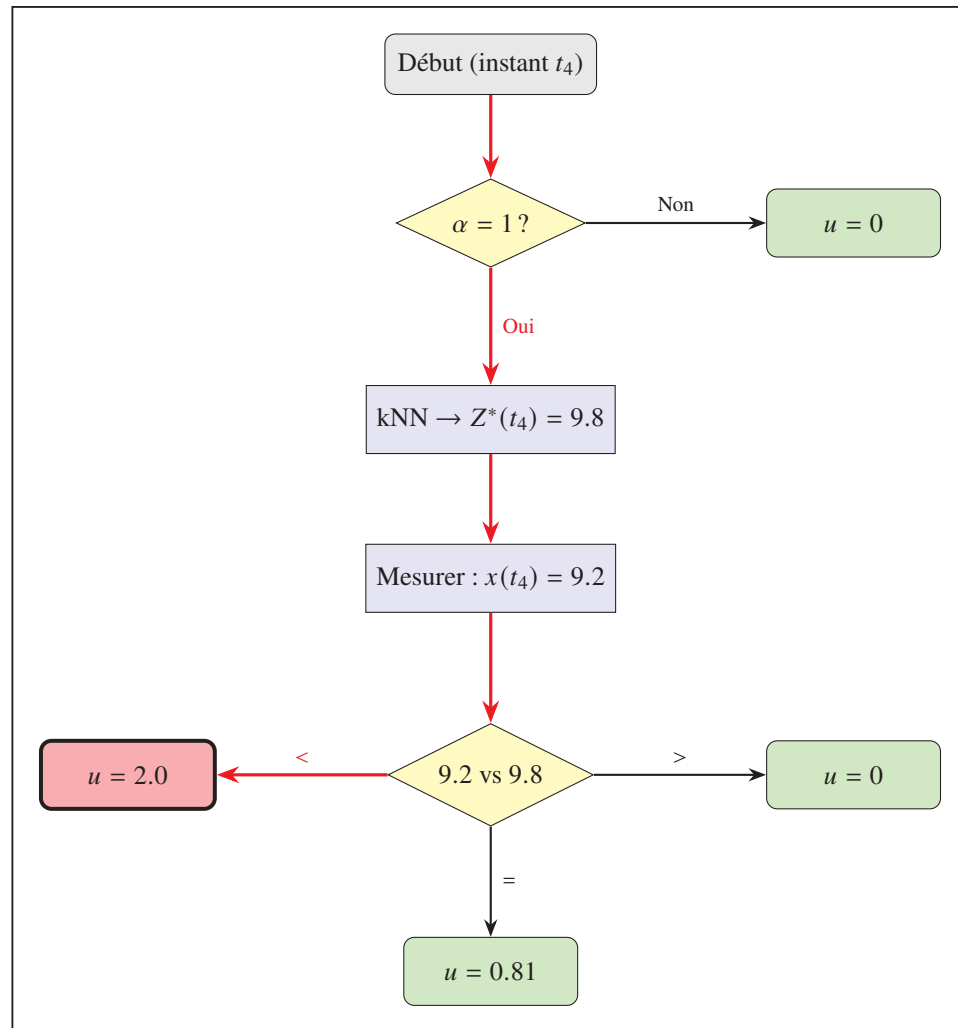 Début (instant t₄)
α = 1 ?
Non
u = 0
Oui
kNN → Z*(t₄) = 9.8
Mesurer : x(t₄) = 9.2
u = 2.0
<
9.2 vs 9.8
>
u = 0
=
u = 0.81